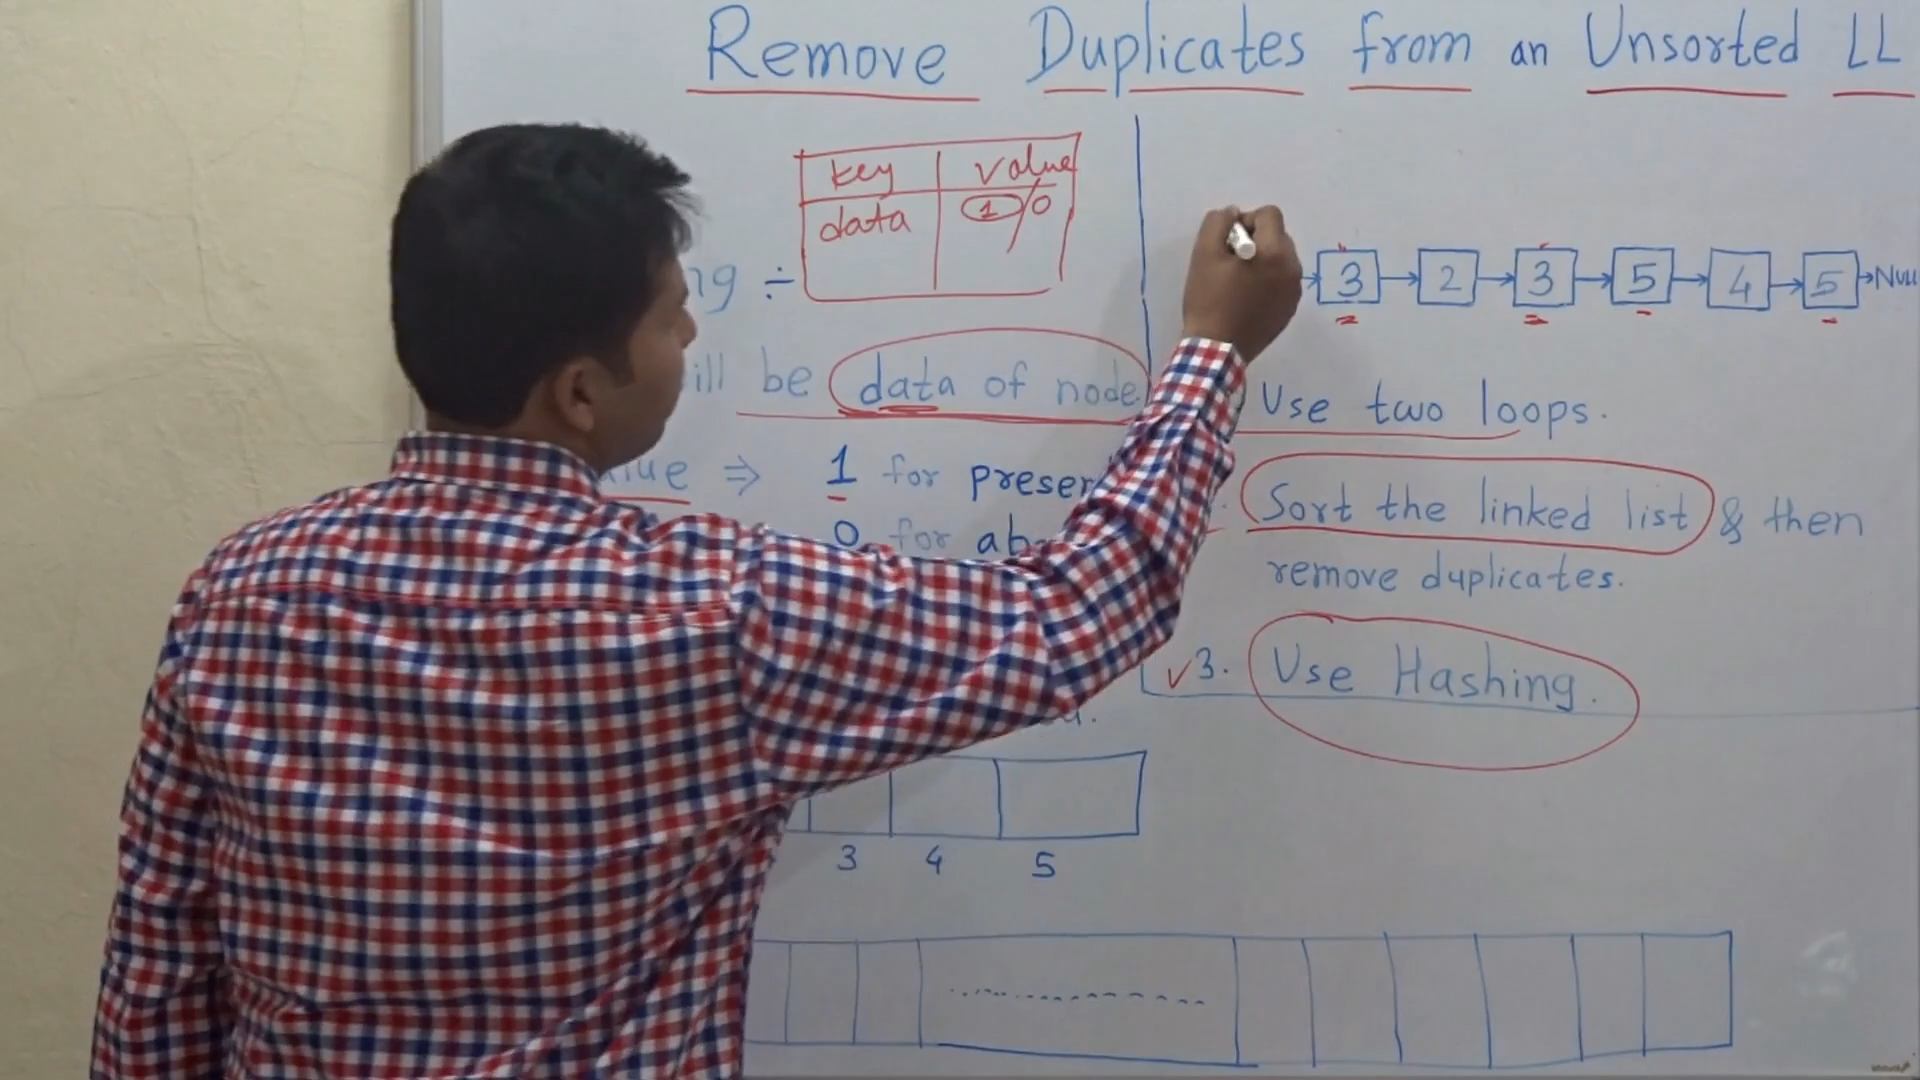 Remove Duplicates from an Unsorted LL
key value
data 1/0
ng ÷
3 2 3 5 4 5 Null
ill be data of node
Use two loops.
lue ⇒ 1 for presen
0 for ab
Sort the linked list & then
remove duplicates.
✓3. Use Hashing.
3 4 5